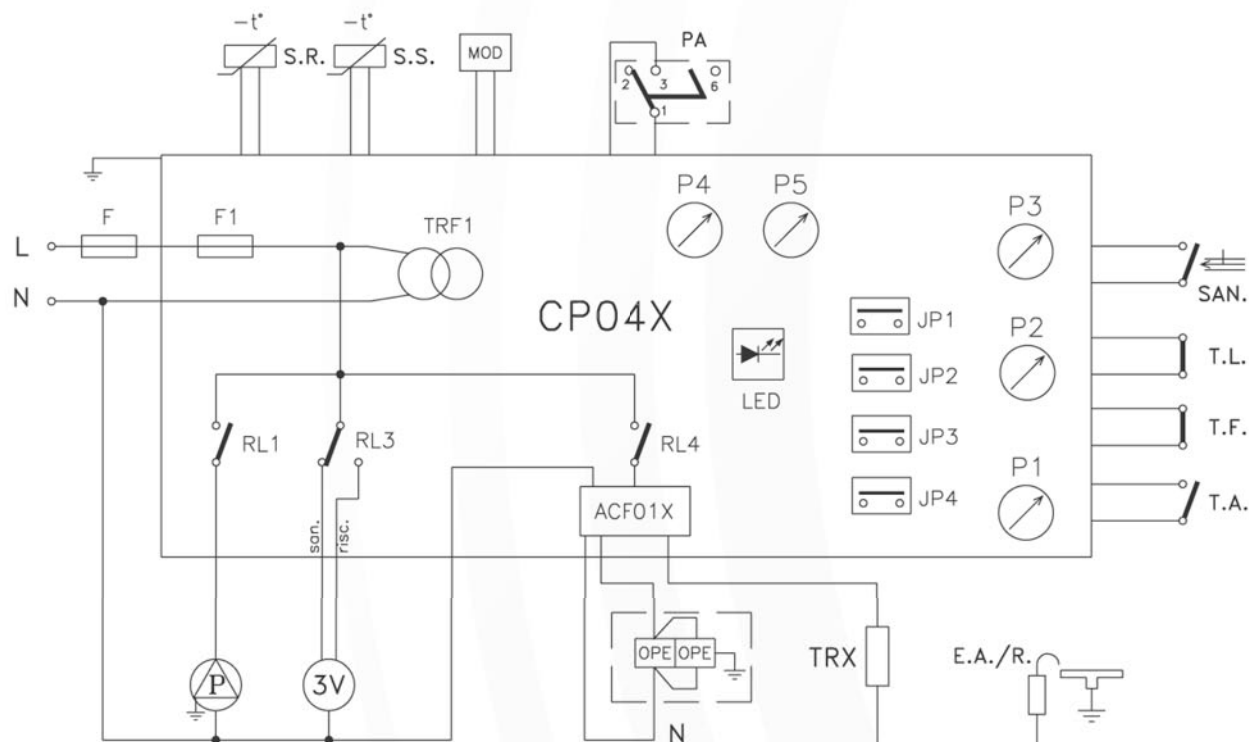 -t° -t° PA
S.R. S.S. MOD
2 3 6
1
P4 P5
F F1 TRF1 P3
L
N SAN.
CP04X
JP1 P2
LED JP2 T.L.
RL1 RL3 RL4 JP3 T.F.
JP4 P1 T.A.
ACF01X
san. risc.
OPE OPE TRX E.A./R.
P 3V
N